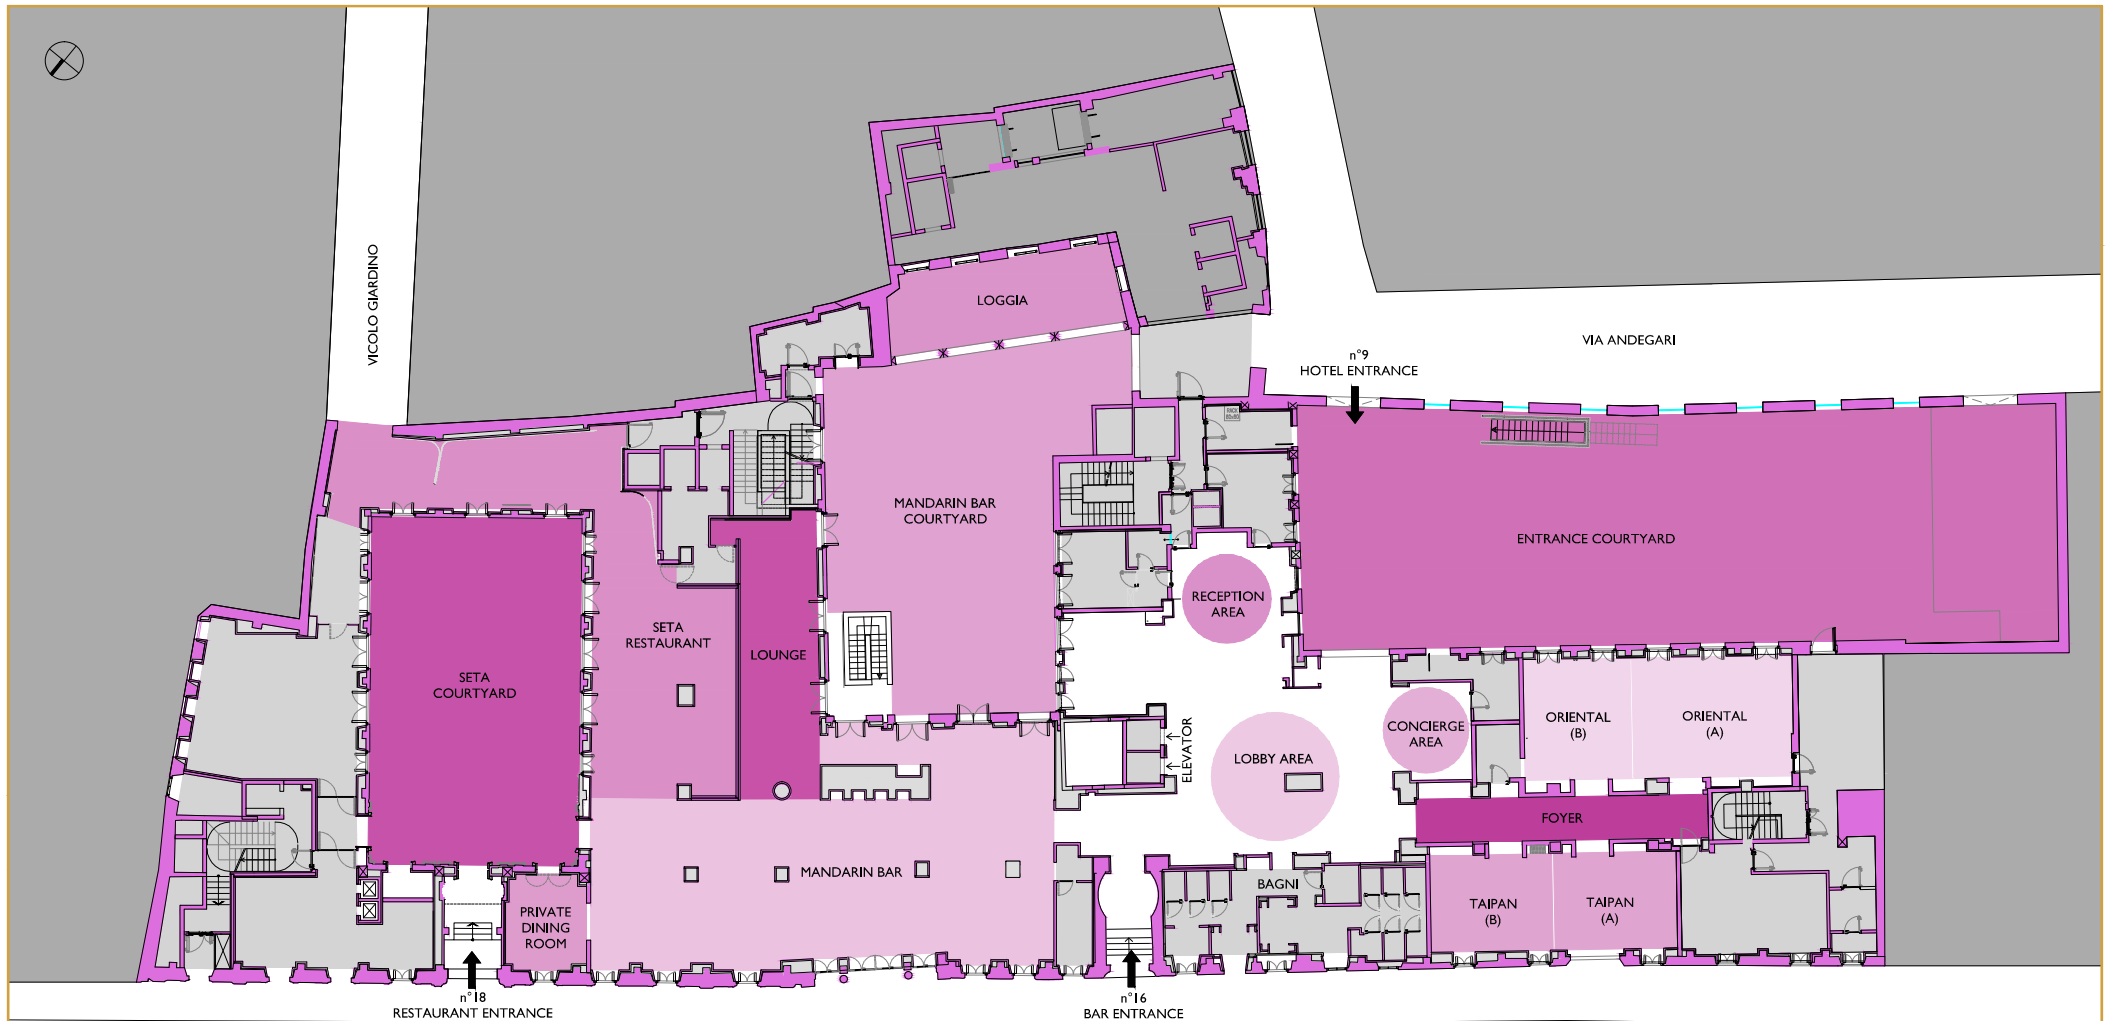 VICOLO GIARDINO
LOGGIA
VIA ANDEGARI
n°9
HOTEL ENTRANCE
RACK
80x80
MANDARIN BAR
COURTYARD
ENTRANCE COURTYARD
RECEPTION
AREA
SETA
RESTAURANT
LOUNGE
SETA
COURTYARD
ORIENTAL
(B)
ORIENTAL
(A)
CONCIERGE
AREA
ELEVATOR
LOBBY AREA
FOYER
MANDARIN BAR
BAGNI
PRIVATE
DINING
ROOM
TAIPAN
(B)
TAIPAN
(A)
n°18
RESTAURANT ENTRANCE
n°16
BAR ENTRANCE